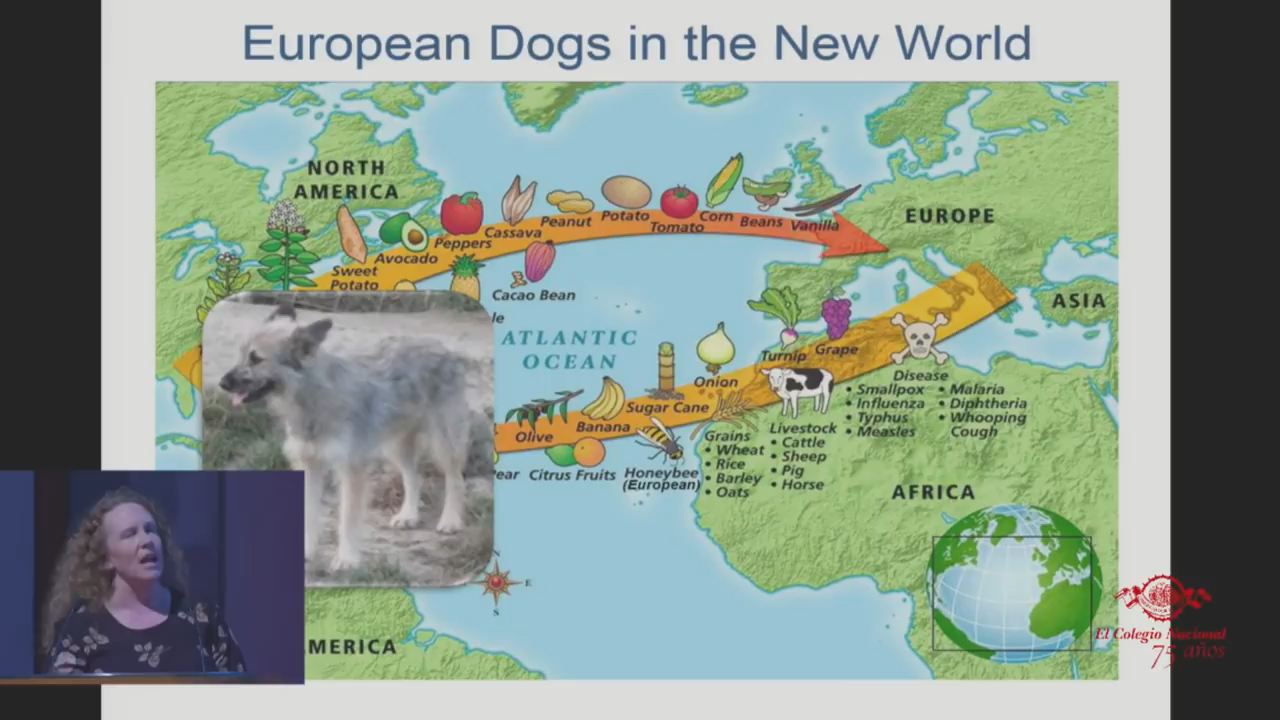 European Dogs in the New World
NORTH
AMERICA
EUROPE
ASIA
Sweet
Potato
Avocado
Peppers
Cassava
Peanut
Potato
Tomato
Corn
Beans
Vanilla
Cacao Bean
le
ATLANTIC
OCEAN
Onion
Turnip
Grape
Sugar Cane
Banana
Olive
ear
Citrus Fruits
Honeybee
(European)
Grains
• Wheat
• Rice
• Barley
• Oats
Livestock
• Cattle
• Sheep
• Pig
• Horse
Disease
• Smallpox
• Influenza
• Typhus
• Measles
• Malaria
• Diphtheria
• Whooping
Cough
AFRICA
N
E
S
MERICA
El Colegio Nacional
75 años